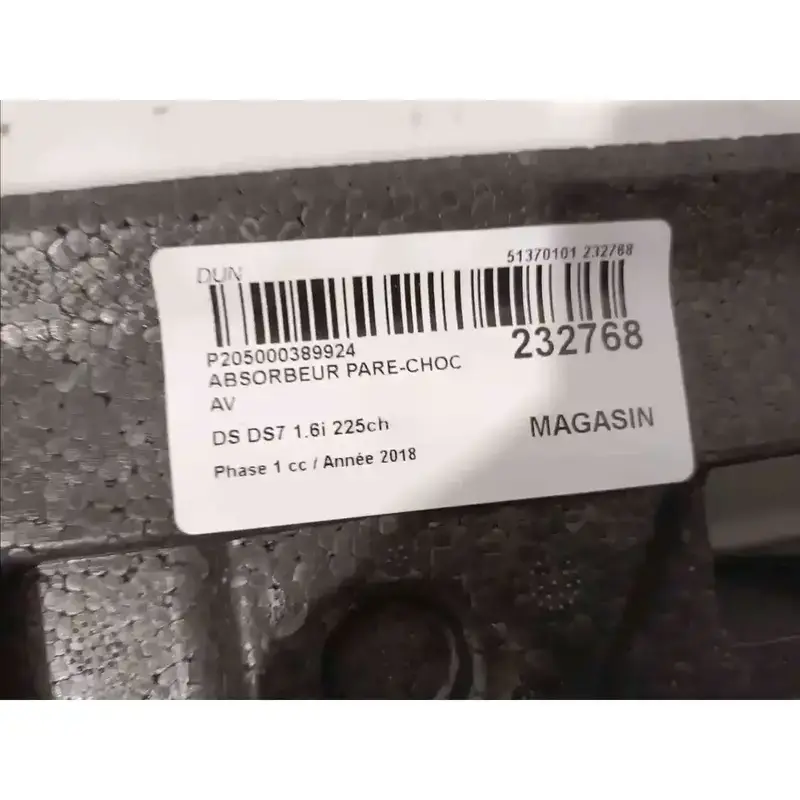 DUN
51370101 232768
P205000389924
232768
ABSORBEUR PARE-CHOC
AV
DS DS7 1.6i 225ch
MAGASIN
Phase 1 cc / Année 2018